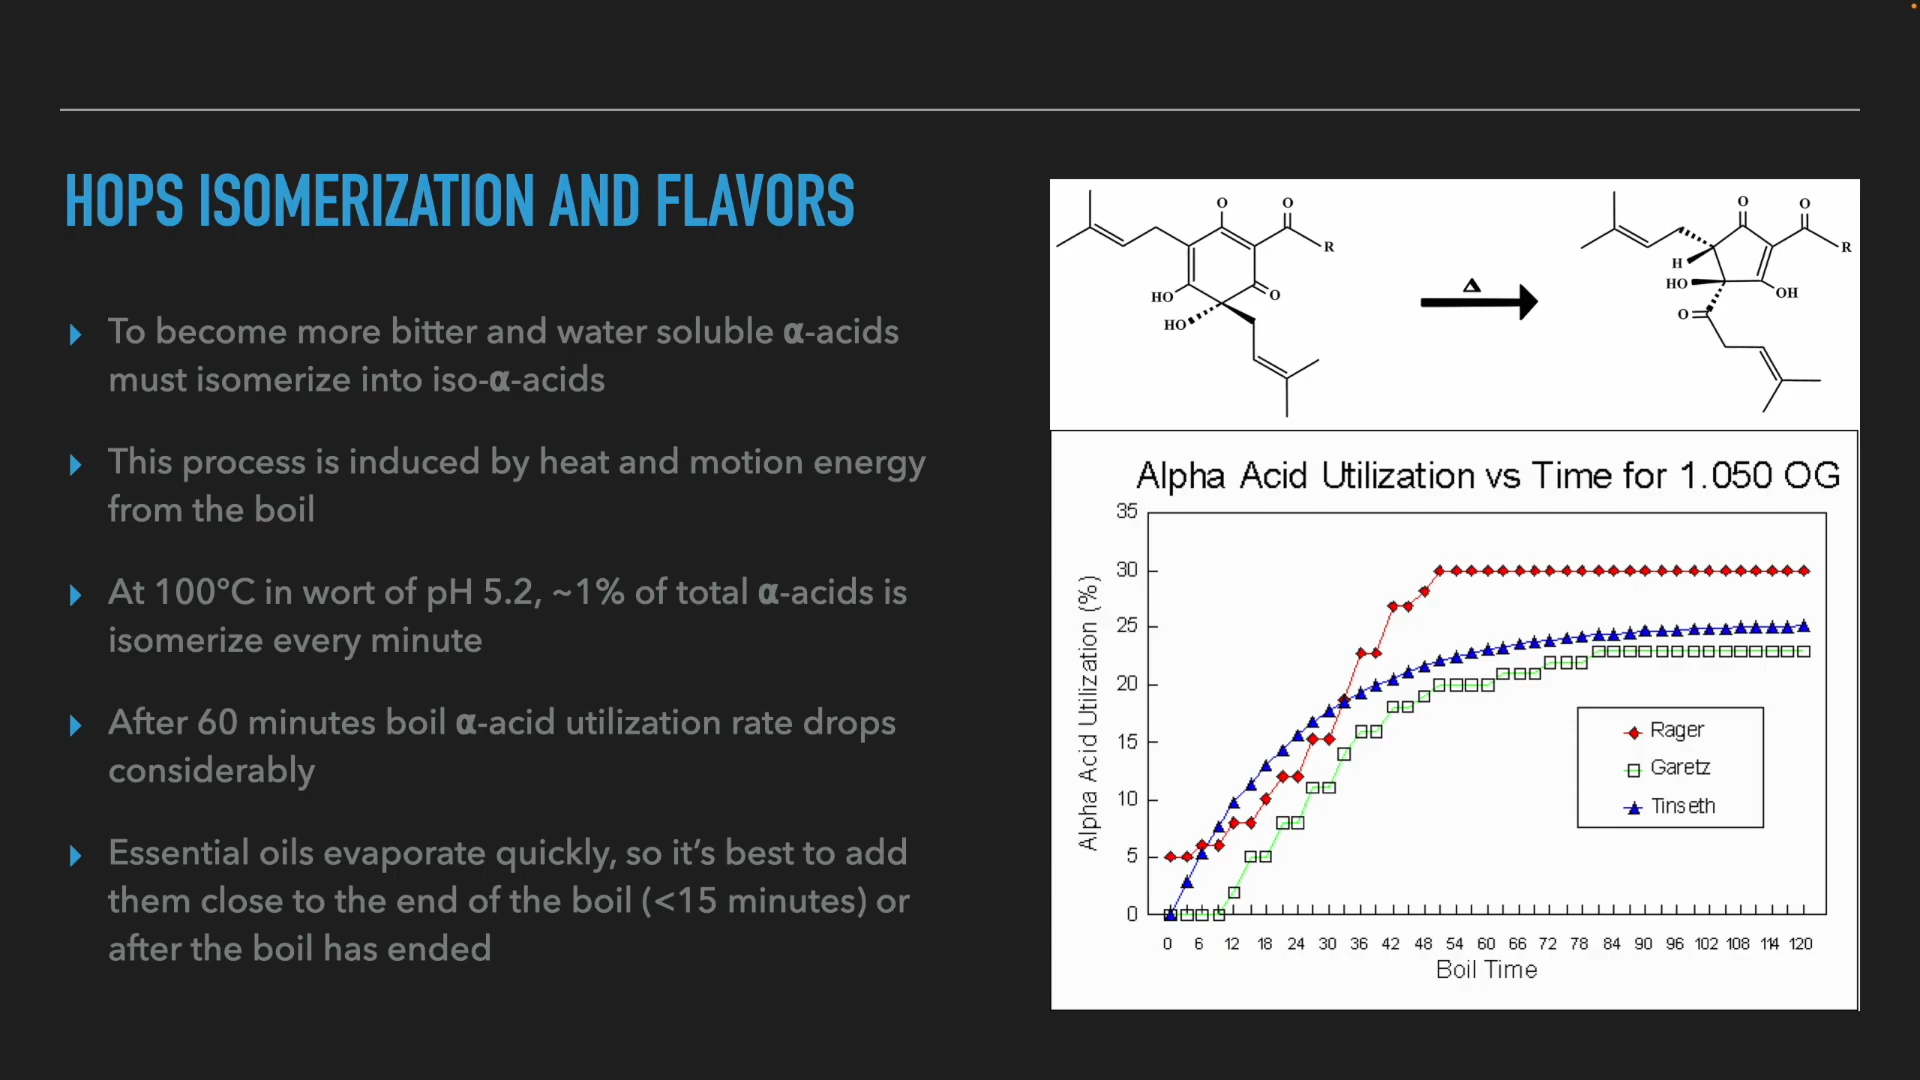 HOPS ISOMERIZATION AND FLAVORS
To become more bitter and water soluble α-acids
must isomerize into iso-α-acids
This process is induced by heat and motion energy
from the boil
At 100°C in wort of pH 5.2, ~1% of total α-acids is
isomerize every minute
After 60 minutes boil α-acid utilization rate drops
considerably
Essential oils evaporate quickly, so it’s best to add
them close to the end of the boil (<15 minutes) or
after the boil has ended
O O
R
O
HO
HO
Δ
O O
R
H
HO
OH
O
Alpha Acid Utilization vs Time for 1.050 OG
Alpha Acid Utilization (%)
35
30
25
20
15
10
5
0
Rager
Garetz
Tinseth
0 6 12 18 24 30 36 42 48 54 60 66 72 78 84 90 96 102 108 114 120
Boil Time